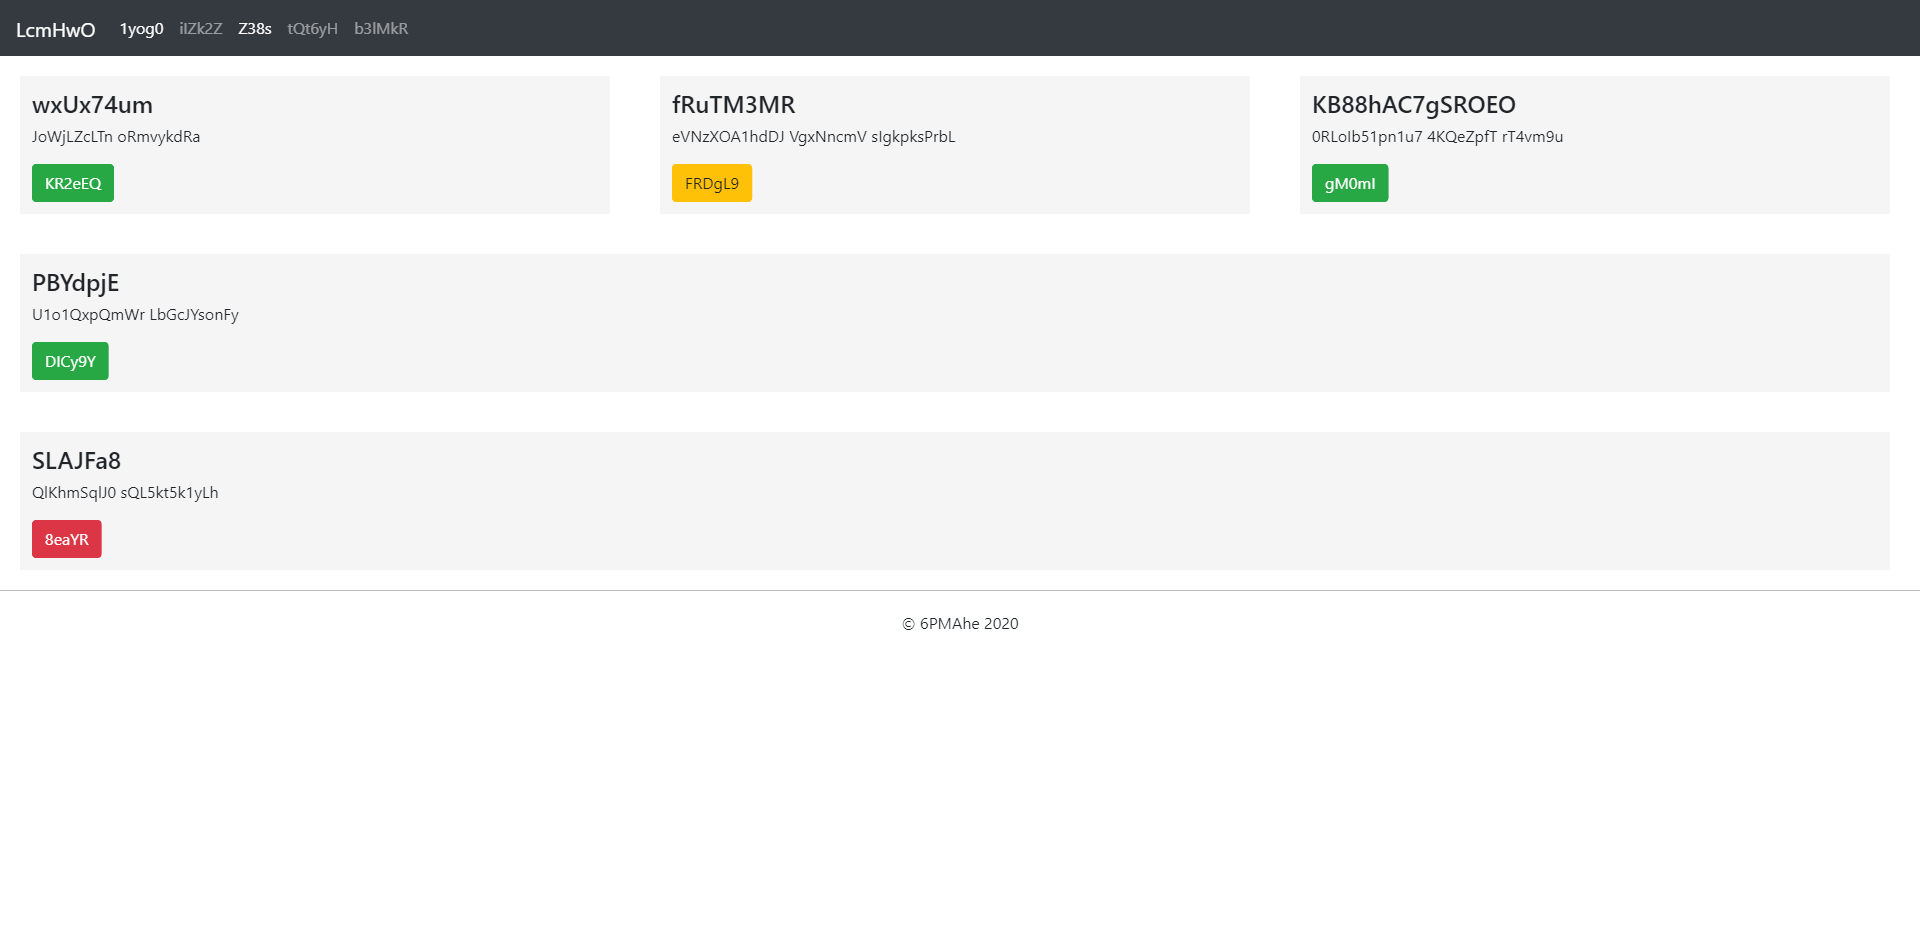 LcmHwO 1yog0 iIZk2Z Z38s tQt6yH b3lMkR
wxUx74um
JoWjLZcLTn oRmvykdRa
KR2eEQ
fRuTM3MR
eVNzXOA1hdDJ VgxNncmV sIgkpksPrbL
FRDgL9
KB88hAC7gSROEO
0RLoIb51pn1u7 4KQeZpfT rT4vm9u
gM0mI
PBYdpjE
U1o1QxpQmWr LbGcJYsonFy
DICy9Y
SLAJFa8
QlKhmSqlJ0 sQL5kt5k1yLh
8eaYR
© 6PMAhe 2020